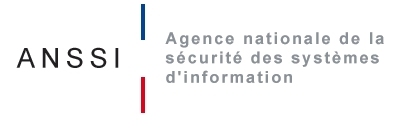 ANSSI
Agence nationale de la
sécurité des systèmes
d'information